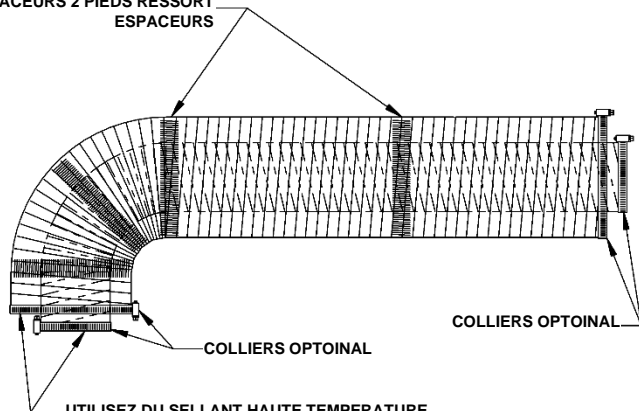 ACEURS 2 PIEDS RESSORT
ESPACEURS
COLLIERS OPTOINAL
COLLIERS OPTOINAL
UTILISEZ DU SELLANT HAUTE TEMPERATURE